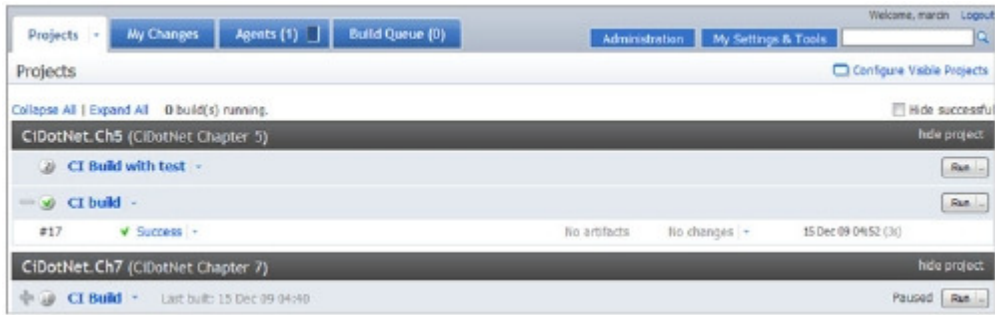 Welcome, marcin Logout
Projects My Changes Agents (1) Build Queue (0) Administration My Settings & Tools
Projects Configure Visible Projects
Collapse All | Expand All 0 build(s) running. Hide successful
CiDotNet.Ch5 (CiDotNet Chapter 5) hide project
CI Build with test Run
CI build Run
#17 Success No artifacts No changes 15 Dec 09 04:52 (3s)
CiDotNet.Ch7 (CiDotNet Chapter 7) hide project
CI Build Last built: 15 Dec 09 04:40 Paused Run